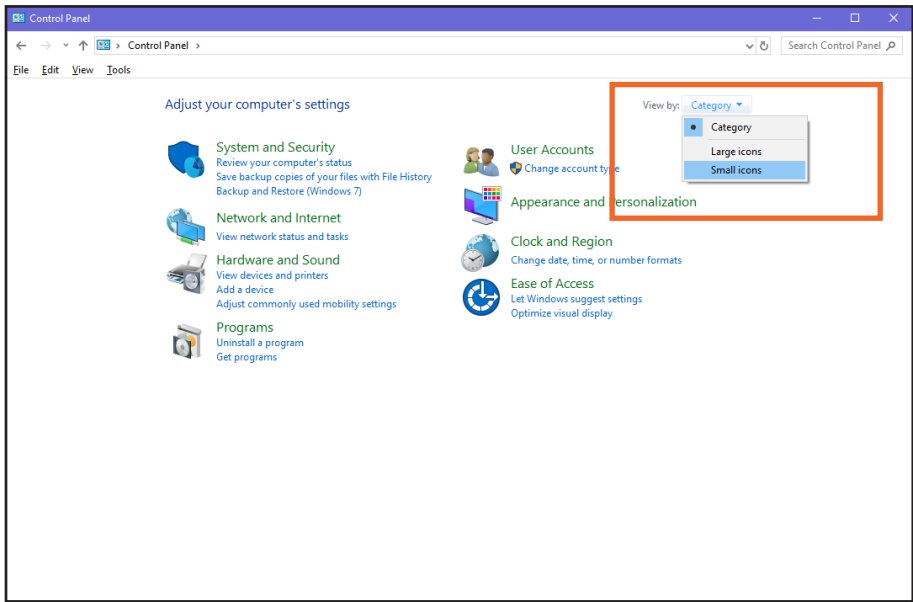 Control Panel
Control Panel
Search Control Panel
File Edit View Tools
Adjust your computer's settings
View by: Category
Category
Large icons
Small icons
System and Security
Review your computer's status
Save backup copies of your files with File History
Backup and Restore (Windows 7)
Network and Internet
View network status and tasks
Hardware and Sound
View devices and printers
Add a device
Adjust commonly used mobility settings
Programs
Uninstall a program
Get programs
User Accounts
Change account type
Appearance and Personalization
Clock and Region
Change date, time, or number formats
Ease of Access
Let Windows suggest settings
Optimize visual display